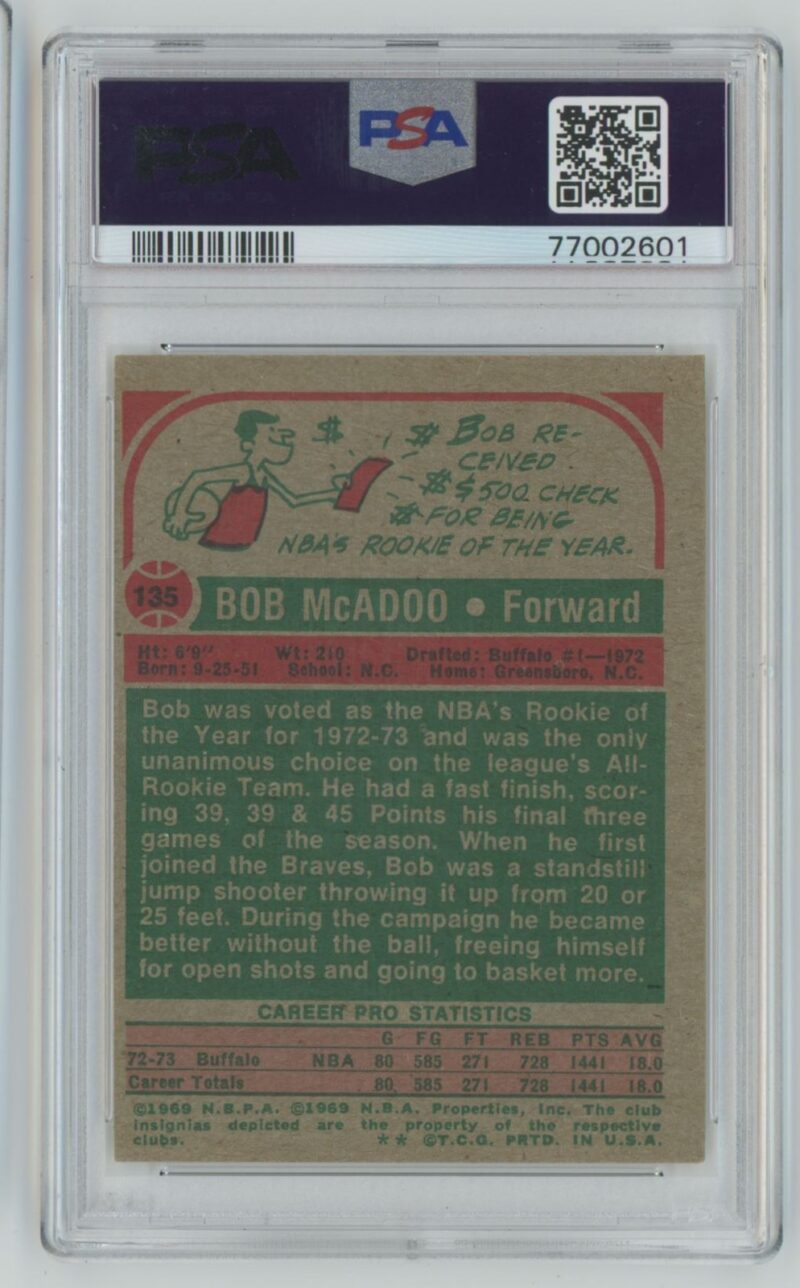 PSA PSA
77002601
$ $ BOB RE-
CEIVED
$ $500 CHECK
$ FOR BEING
NBA'S ROOKIE OF THE YEAR.
135 BOB McADOO • Forward
Ht: 6'9" Wt: 210 Drafted: Buffalo #1—1972
Born: 9-25-51 School: N.C. Home: Greensboro, N.C.
Bob was voted as the NBA's Rookie of
the Year for 1972-73 and was the only
unanimous choice on the league's All-
Rookie Team. He had a fast finish, scor-
ing 39, 39 & 45 Points his final three
games of the season. When he first
joined the Braves, Bob was a standstill
jump shooter throwing it up from 20 or
25 feet. During the campaign he became
better without the ball, freeing himself
for open shots and going to basket more.
CAREER PRO STATISTICS
G FG FT REB PTS AVG
72-73 Buffalo NBA 80 585 271 728 1441 18.0
Career Totals 80 585 271 728 1441 18.0
©1969 N.B.P.A. ©1969 N.B.A. Properties, Inc. The club
insignias depicted are the property of the respective
clubs. ** ©T.C.G. PRTD. IN U.S.A.